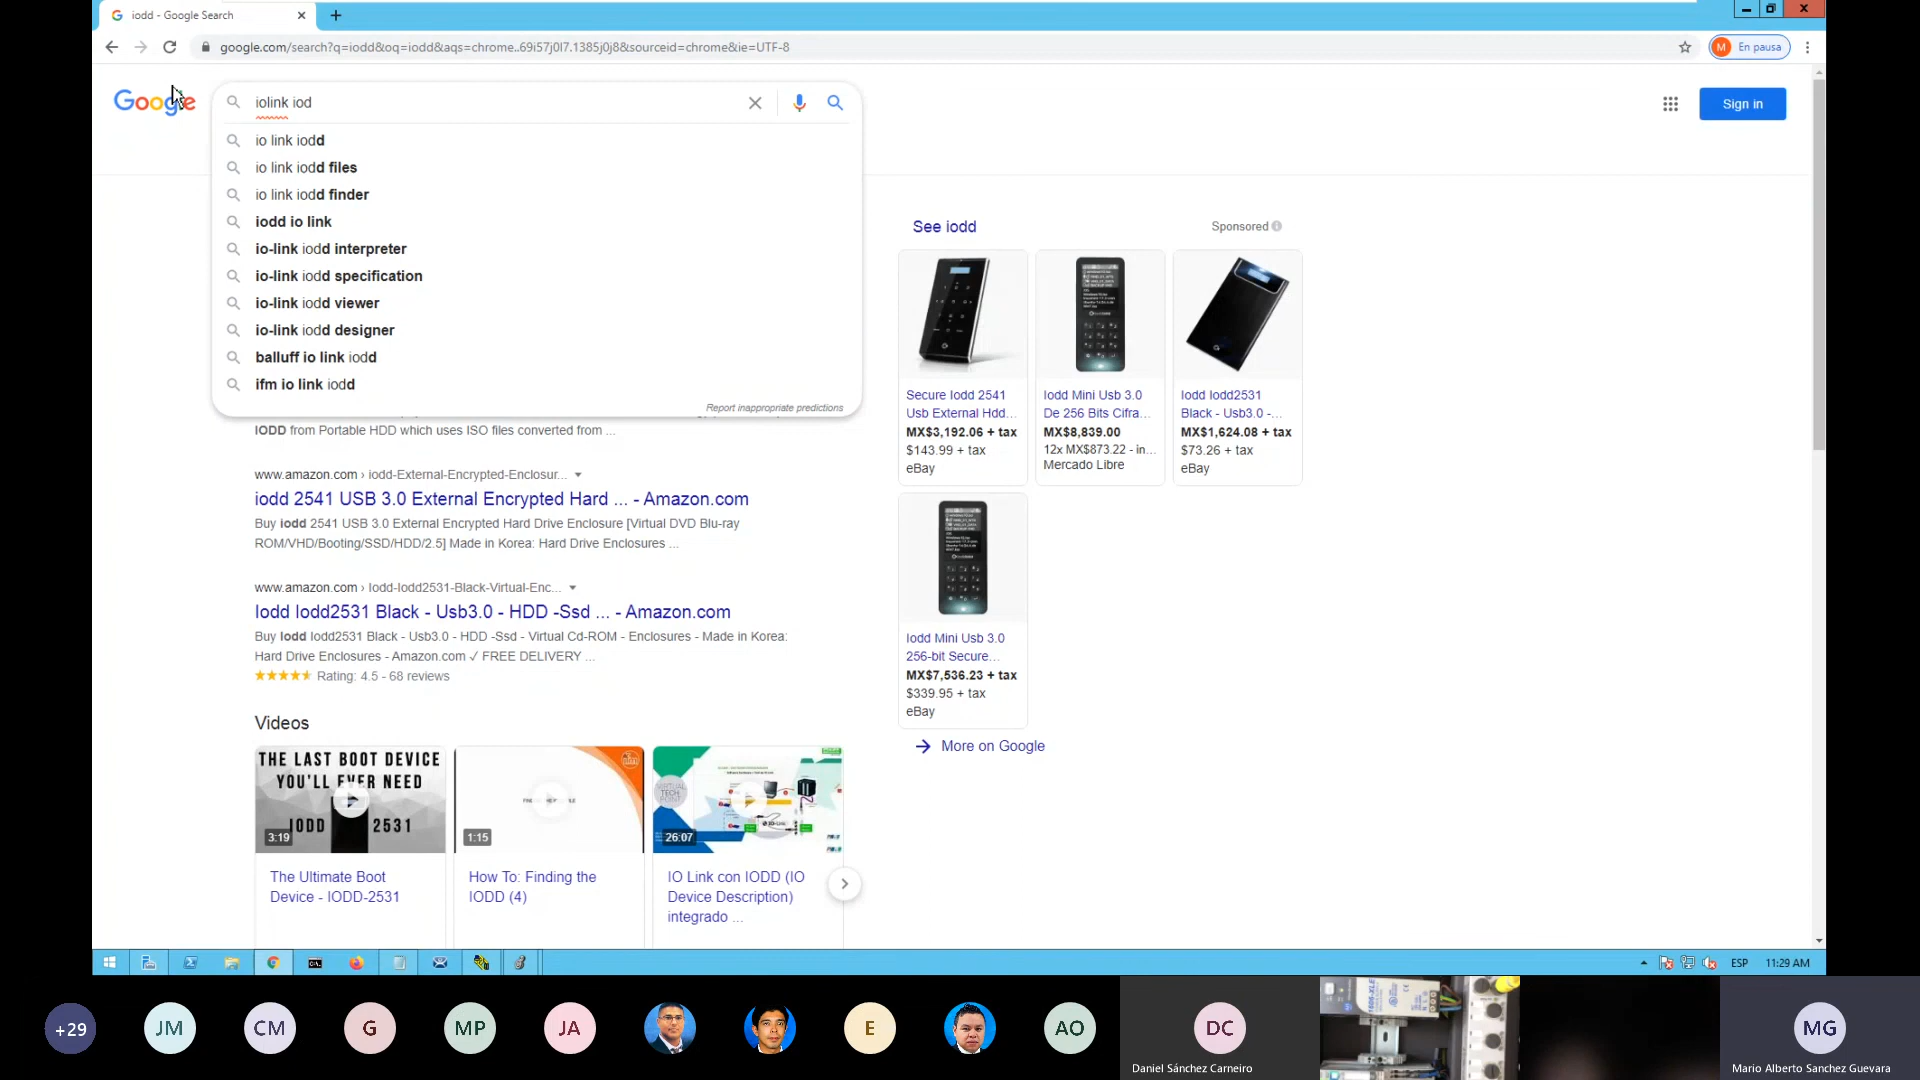 iodd - Google Search
google.com/search?q=iodd&oq=iodd&aqs=chrome..69i57j0l7.1385j0j8&sourceid=chrome&ie=UTF-8
M En pausa
Google
iolink iod
Sign in
io link iodd
io link iodd files
io link iodd finder
iodd io link
io-link iodd interpreter
io-link iodd specification
io-link iodd viewer
io-link iodd designer
balluff io link iodd
ifm io link iodd
Report inappropriate predictions
IODD from Portable HDD which uses ISO files converted from ...
www.amazon.com › iodd-External-Encrypted-Enclosur...
iodd 2541 USB 3.0 External Encrypted Hard ... - Amazon.com
Buy iodd 2541 USB 3.0 External Encrypted Hard Drive Enclosure [Virtual DVD Blu-ray
ROM/VHD/Booting/SSD/HDD/2.5] Made in Korea: Hard Drive Enclosures ...
www.amazon.com › Iodd-Iodd2531-Black-Virtual-Enc...
Iodd Iodd2531 Black - Usb3.0 - HDD -Ssd ... - Amazon.com
Buy Iodd Iodd2531 Black - Usb3.0 - HDD -Ssd - Virtual Cd-ROM - Enclosures - Made in Korea:
Hard Drive Enclosures - Amazon.com ✓ FREE DELIVERY ...
Rating: 4.5 - 68 reviews
Videos
THE LAST BOOT DEVICE
YOU'LL EVER NEED
IODD 2531
3:19
The Ultimate Boot
Device - IODD-2531
1:15
How To: Finding the
IODD (4)
VIRTUAL
TECH
POINT
26:07
IO Link con IODD (IO
Device Description)
integrado ...
See iodd
Sponsored
Secure Iodd 2541
Usb External Hdd...
MX$3,192.06 + tax
$143.99 + tax
eBay
Iodd Mini Usb 3.0
De 256 Bits Cifra...
MX$8,839.00
12x MX$873.22 - in...
Mercado Libre
Iodd Iodd2531
Black - Usb3.0 -...
MX$1,624.08 + tax
$73.26 + tax
eBay
Iodd Mini Usb 3.0
256-bit Secure...
MX$7,536.23 + tax
$339.95 + tax
eBay
More on Google
ESP
11:29 AM
+29
JM
CM
G
MP
JA
E
AO
DC
Daniel Sánchez Carneiro
MG
Mario Alberto Sanchez Guevara